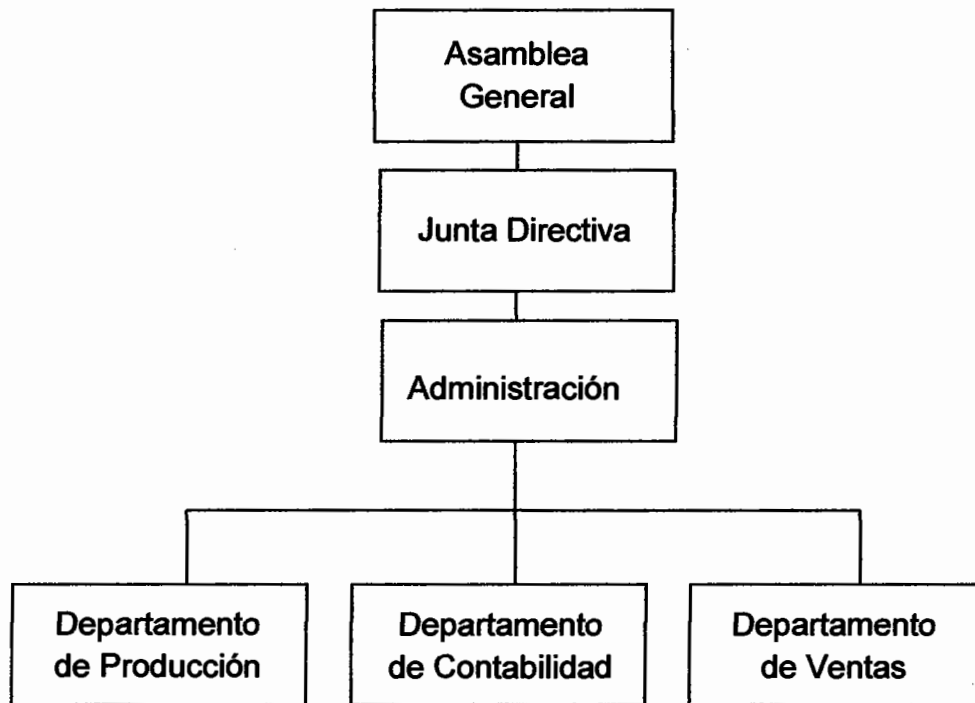 Asamblea
General
Junta Directiva
Administración
Departamento
de Producción
Departamento
de Contabilidad
Departamento
de Ventas